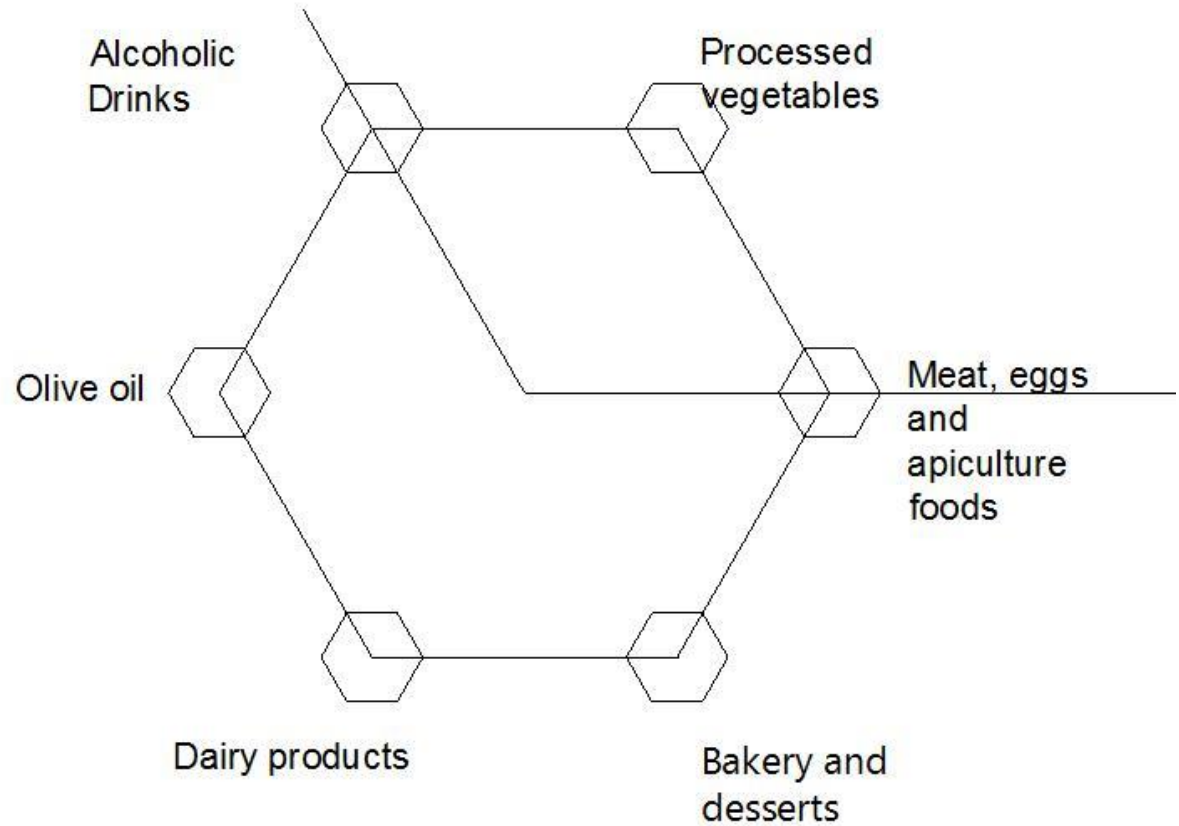 Alcoholic
Drinks
Processed
vegetables
Olive oil
Meat, eggs
and
apiculture
foods
Dairy products
Bakery and
desserts